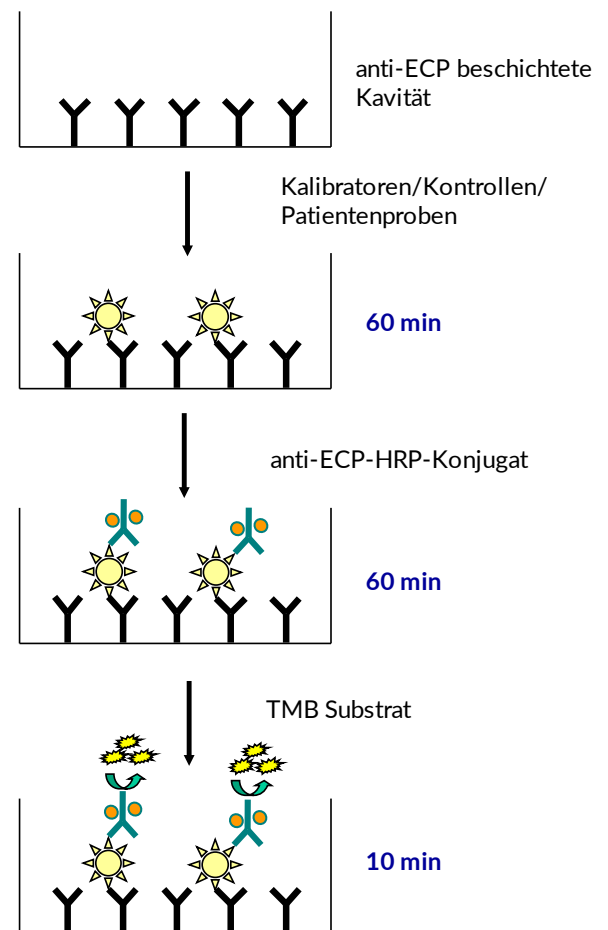 anti-ECP beschichtete
Kavität
Kalibratoren/Kontrollen/
Patientenproben
60 min
anti-ECP-HRP-Konjugat
60 min
TMB Substrat
10 min